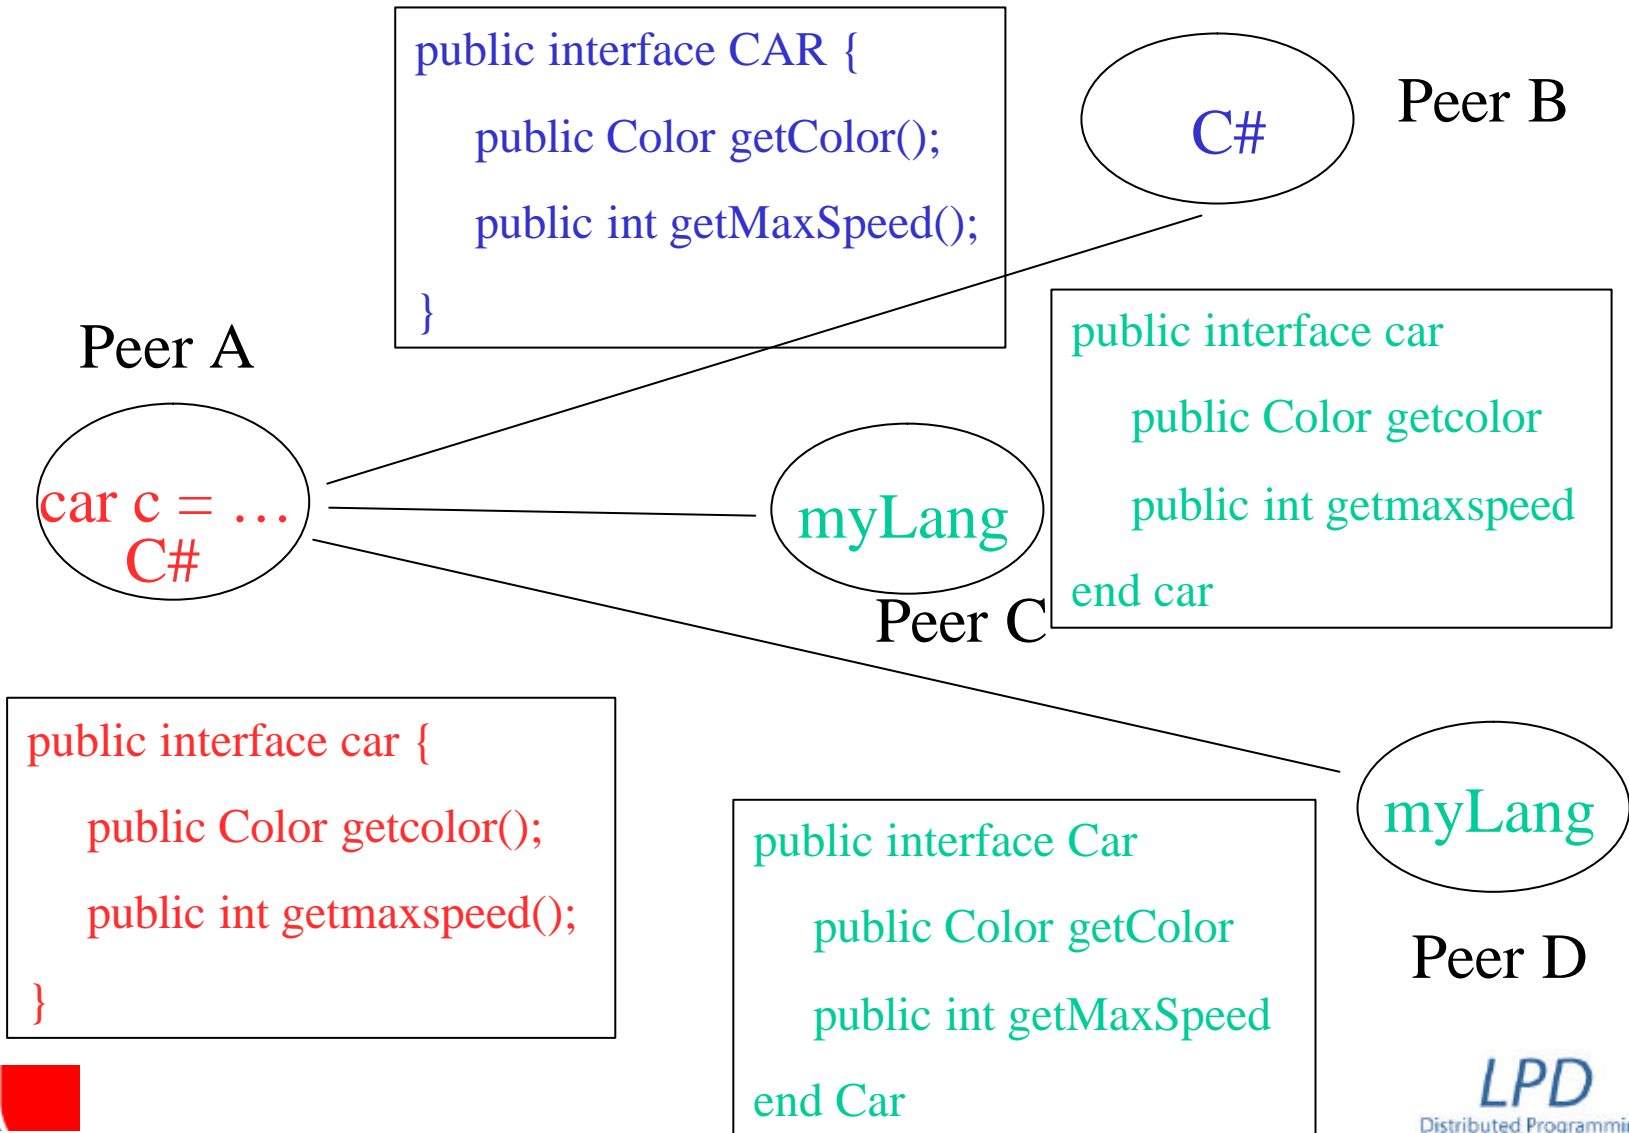 public interface CAR {
public Color getColor();
public int getMaxSpeed();
}
C#
Peer B
Peer A
car c = …
C#
myLang
Peer C
public interface car
public Color getcolor
public int getmaxspeed
end car
public interface car {
public Color getcolor();
public int getmaxspeed();
}
public interface Car
public Color getColor
public int getMaxSpeed
end Car
myLang
Peer D
LPD
Distributed